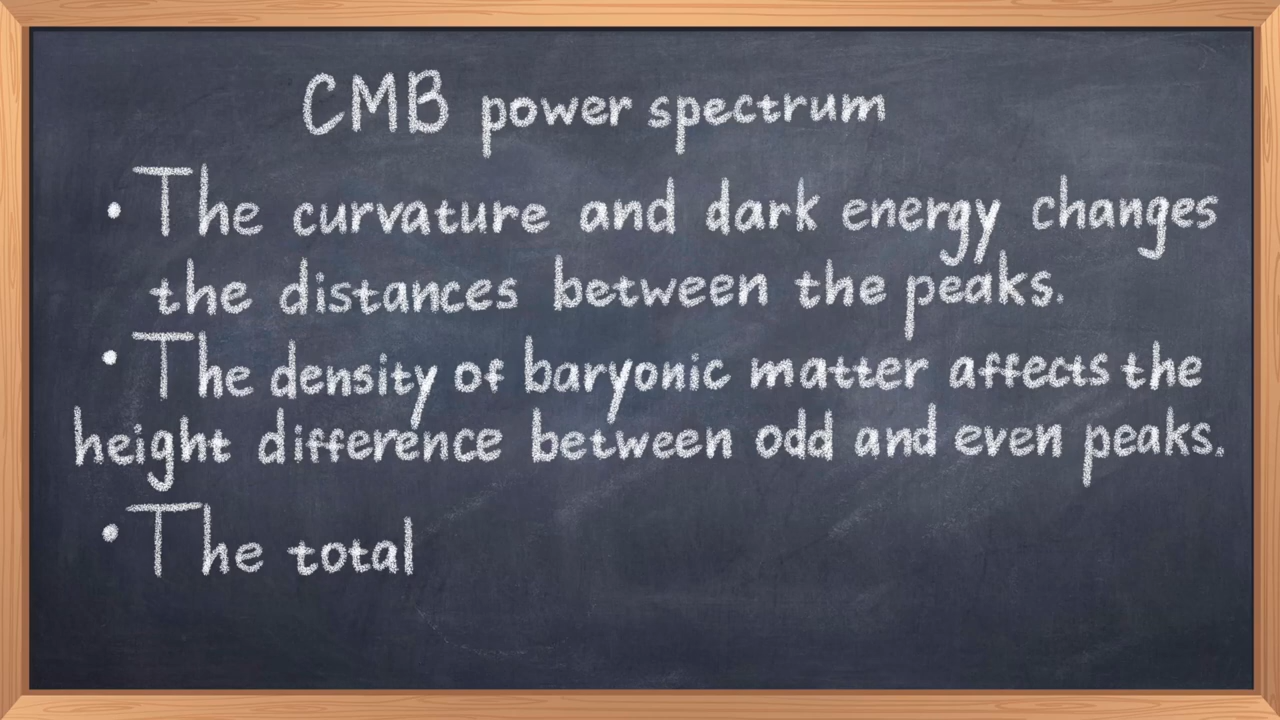 CMB power spectrum
• The curvature and dark energy changes
the distances between the peaks.
• The density of baryonic matter affects the
height difference between odd and even peaks.
• The total